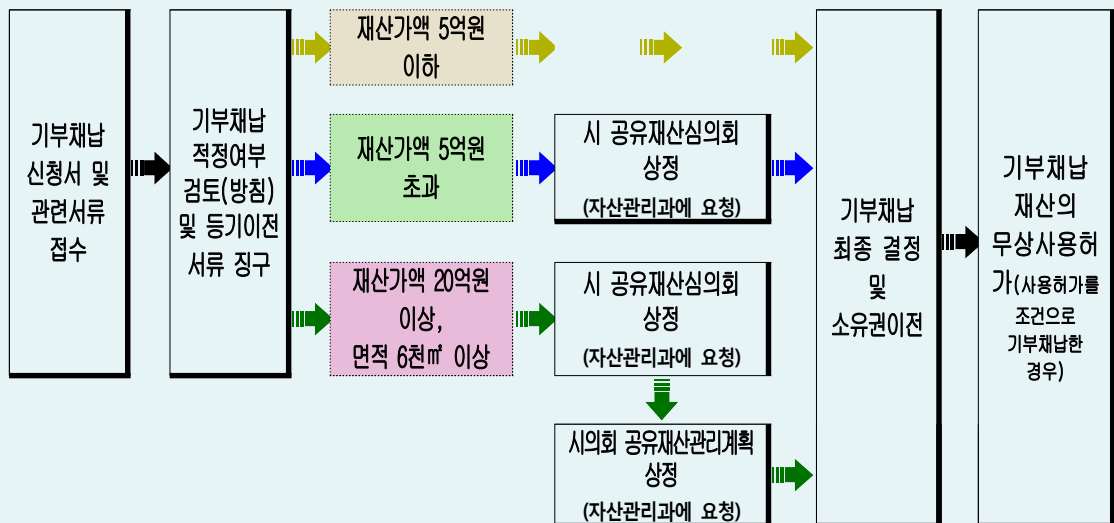 기부채납
신청서 및
관련서류
접수
기부채납
적정여부
검토(방침)
및 등기이전
서류 징구
재산가액 5억원
이하
재산가액 5억원
초과
시 공유재산심의회
상정
(자산관리과에 요청)
재산가액 20억원
이상,
면적 6천㎡ 이상
시 공유재산심의회
상정
(자산관리과에 요청)
시의회 공유재산관리계획
상정
(자산관리과에 요청)
기부채납
최종 결정
및
소유권이전
기부채납
재산의
무상사용허
가(사용허가를
조건으로
기부채납한
경우)